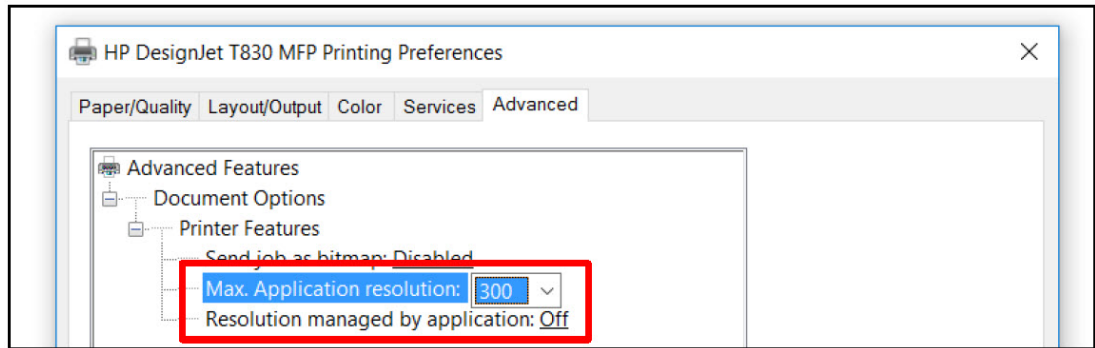 HP DesignJet T830 MFP Printing Preferences
Paper/Quality Layout/Output Color Services Advanced
Advanced Features
Document Options
Printer Features
Send job as bitmap: Disabled
Max. Application resolution: 300
Resolution managed by application: Off